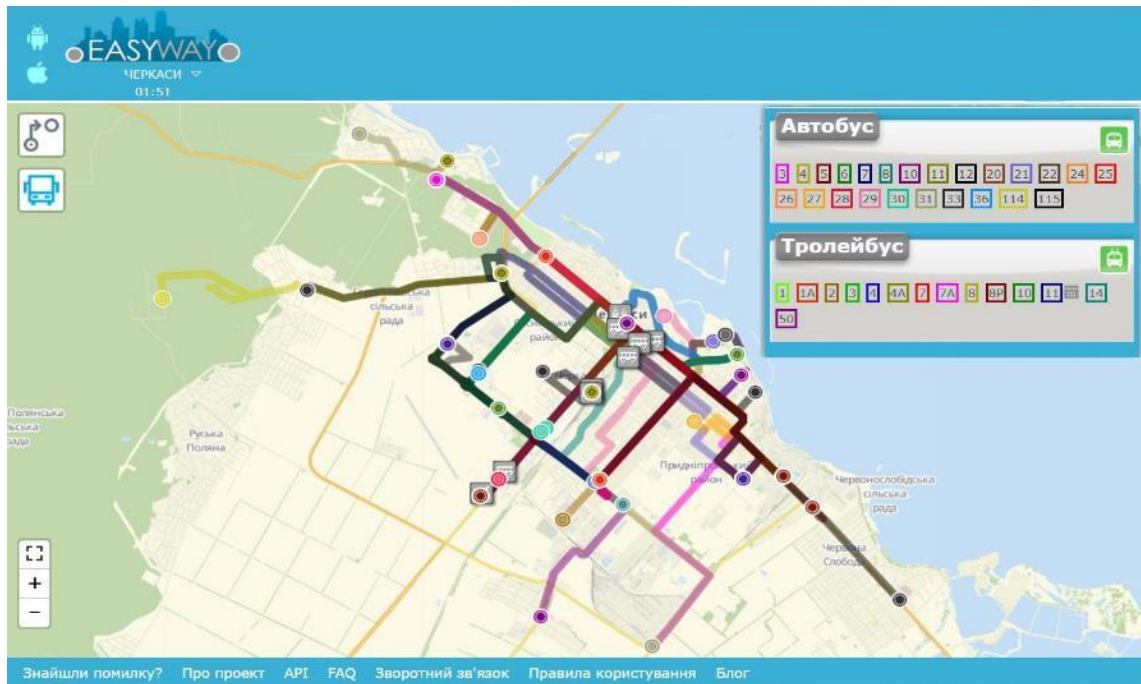 EASYWAY
ЧЕРКАСИ
01:51
Автобус
3 4 5 6 7 8 10 11 12 20 21 22 24 25
26 27 28 29 30 31 33 36 114 115
Тролейбус
1 1А 2 3 4 4А 7 7А 8 8Р 10 11 14
50
сільська
рада
район
Руська
Поляна
Придніпровський
район
Червонослобідська
сільська
рада
Червона
Слобода
+
−
Знайшли помилку? Про проект API FAQ Зворотний зв'язок Правила користування Блог